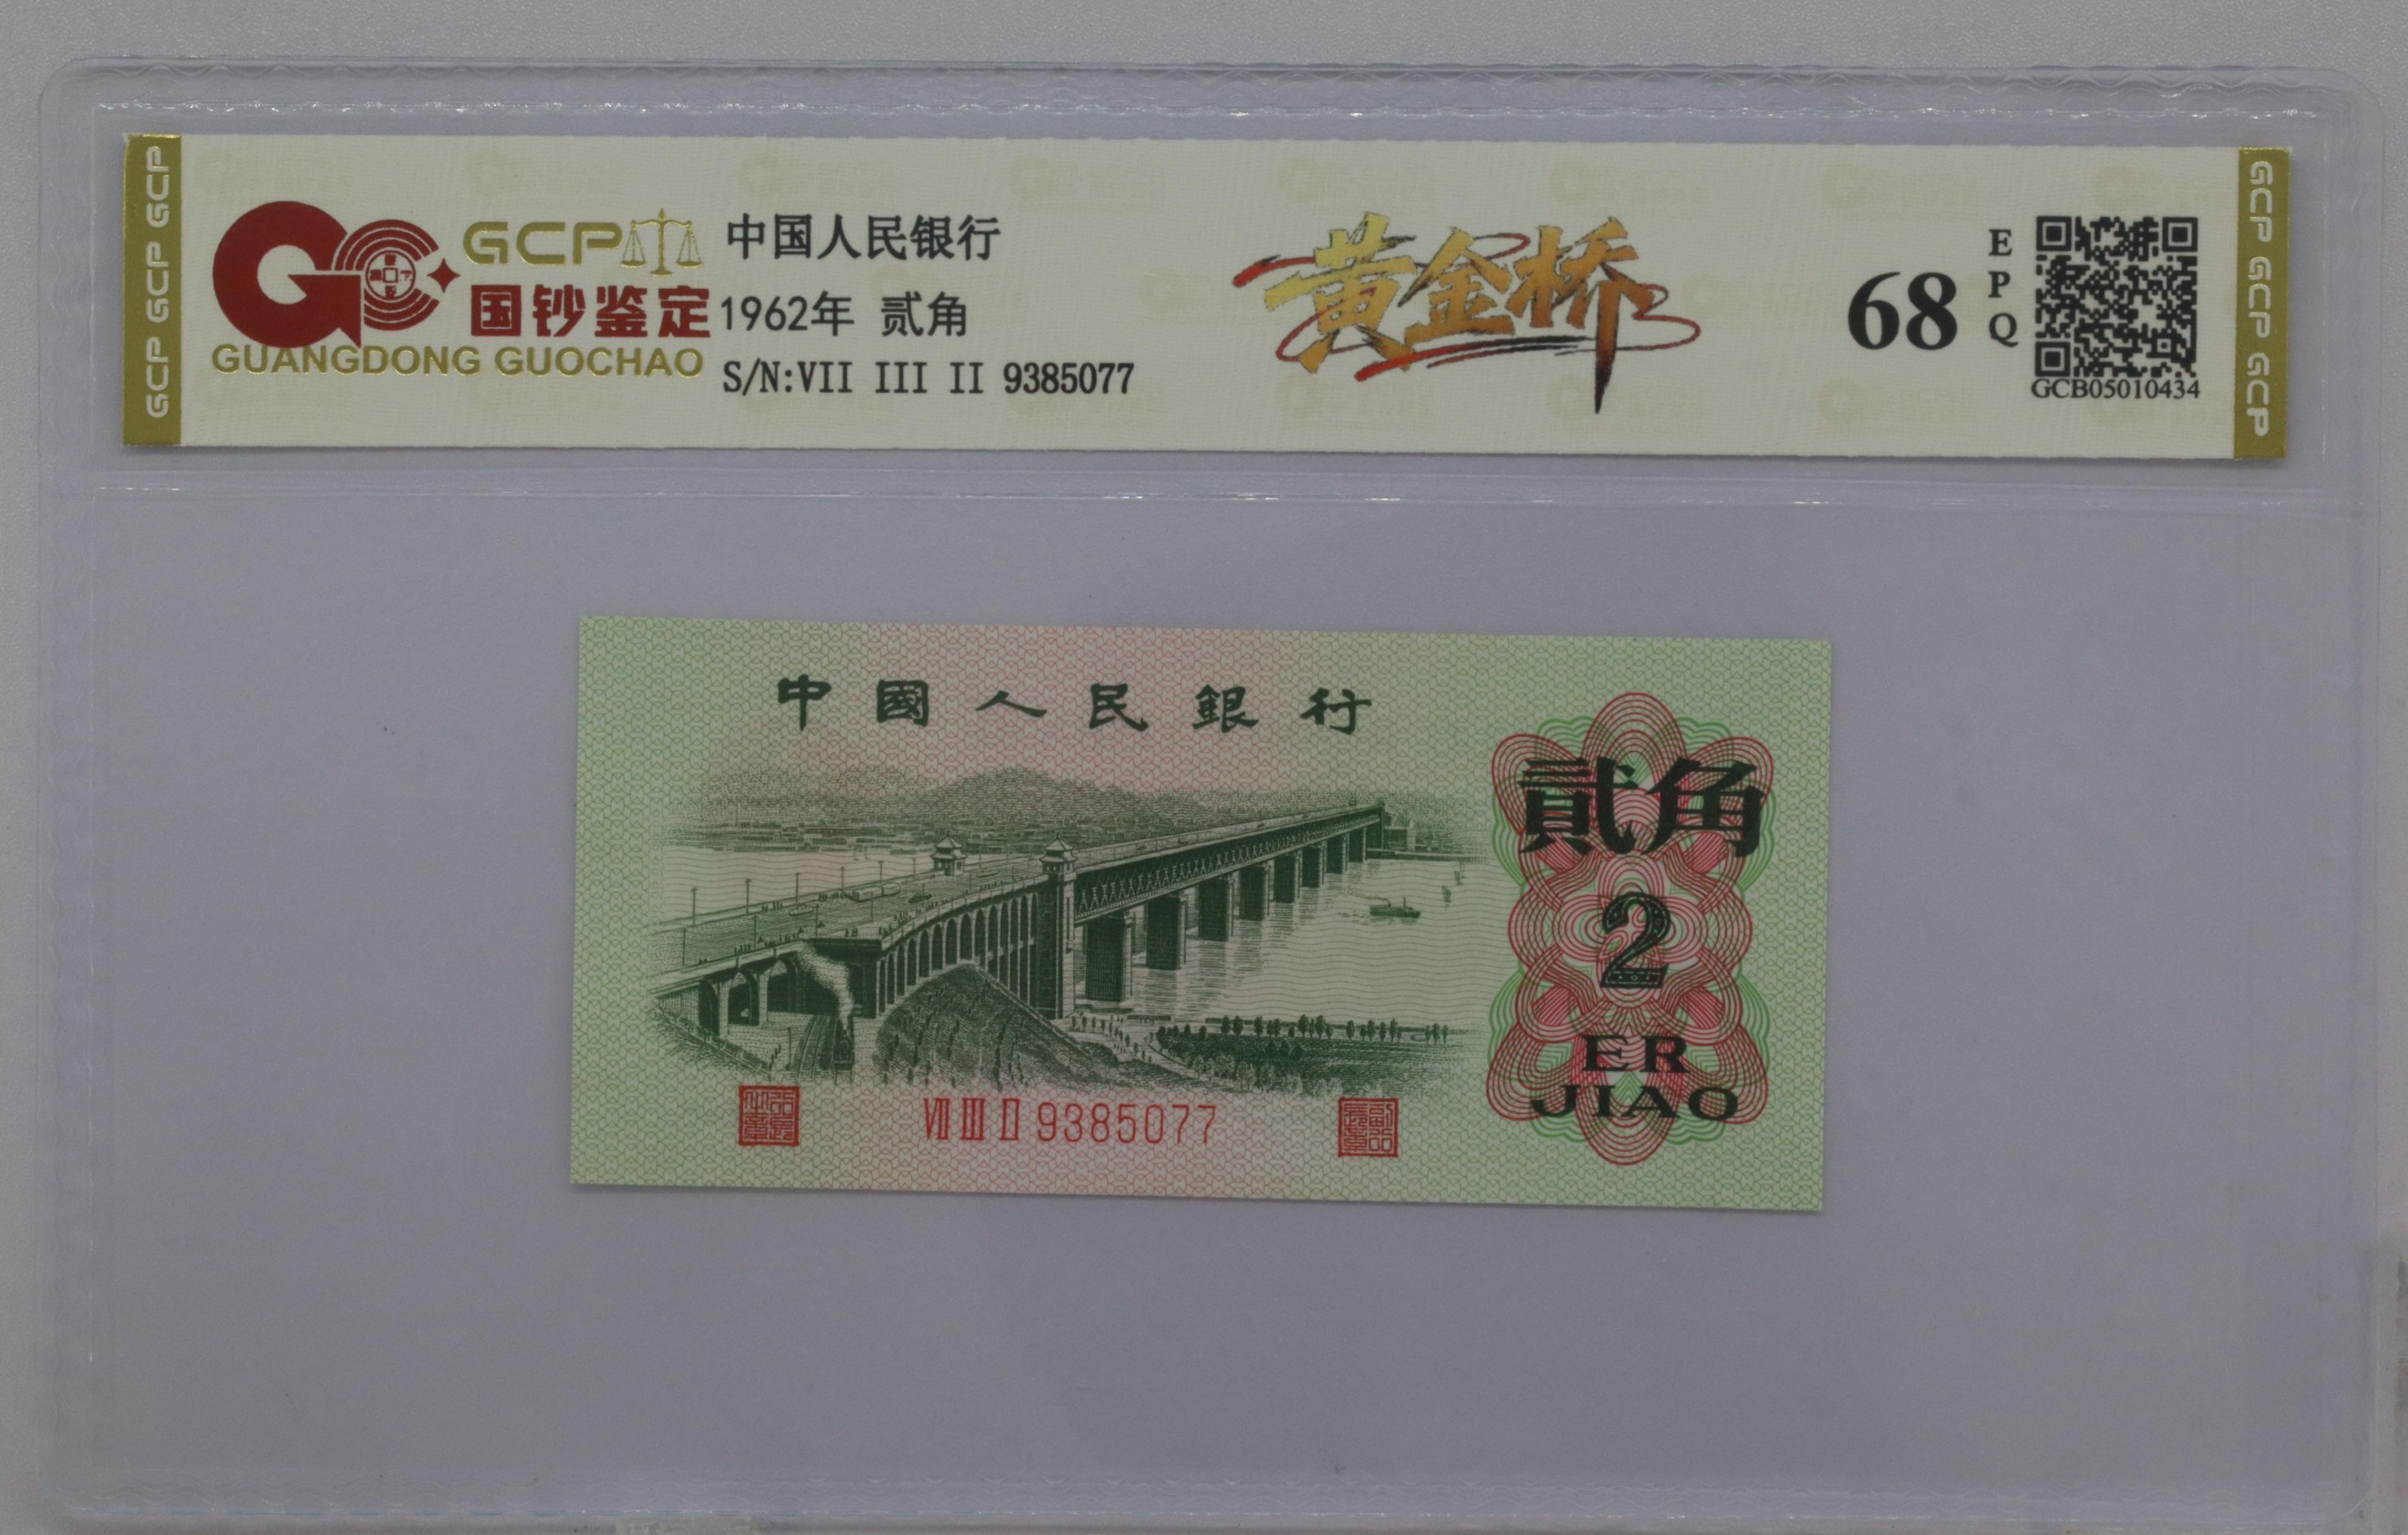 GCP GCP GCP
GCP
国钞鉴定
GUANGDONG GUOCHAO
中国人民银行
1962年 贰角
S/N:VII III II 9385077
黄金桥
68
EPQ
GCB05010434
GCP GCP GCP
中國人民銀行
貳角
2
ER
JIAO
VII III II 9385077